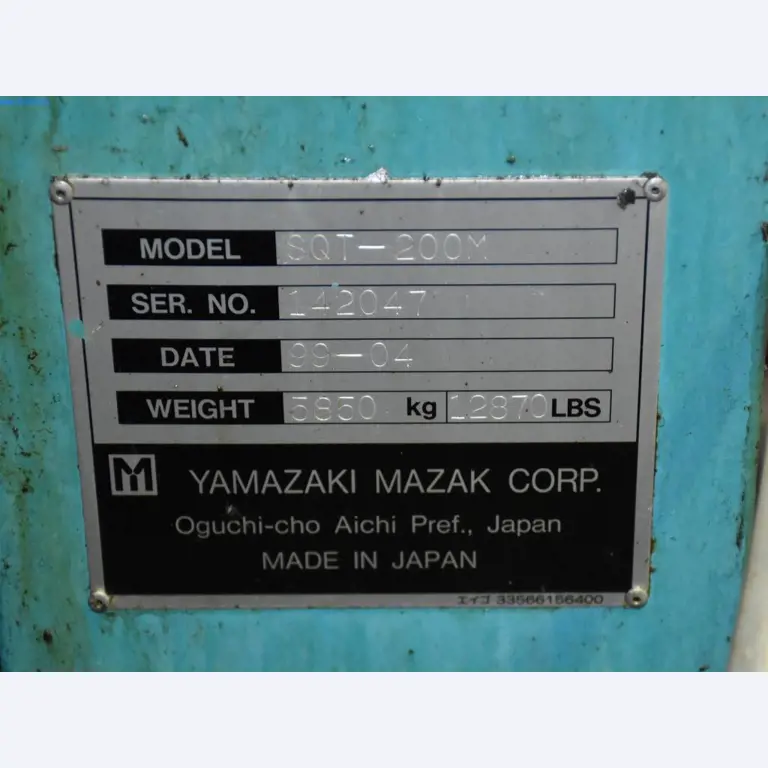 MODEL SQT-200M
SER. NO. 142047
DATE 99-04
WEIGHT 5850 kg 12870 LBS
M YAMAZAKI MAZAK CORP.
Oguchi-cho Aichi Pref., Japan
MADE IN JAPAN
エイゴ 33566156400